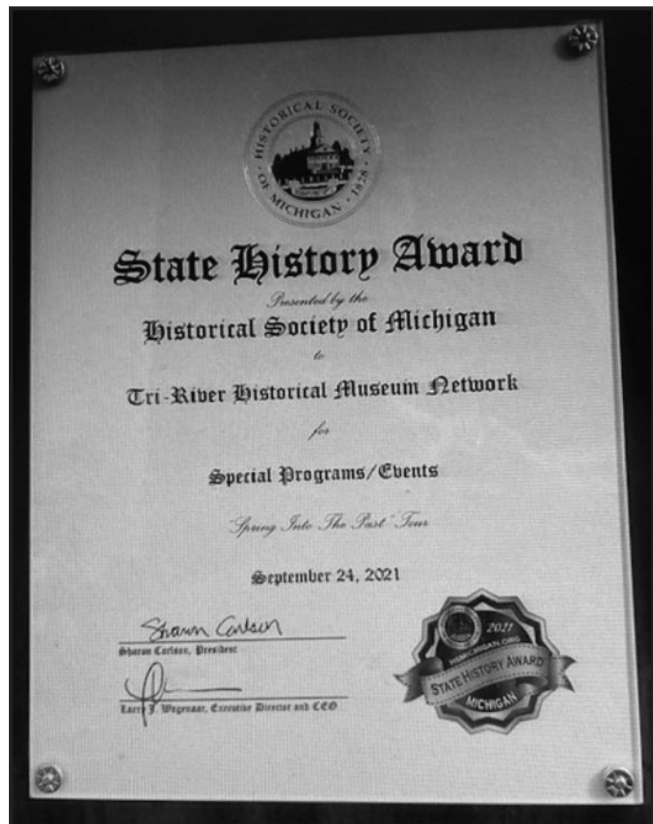 HISTORICAL SOCIETY OF MICHIGAN · 1828 ·
State History Award
Presented by the
Historical Society of Michigan
to
Tri-River Historical Museum Network
for
Special Programs/Events
"Spring Into The Past" Tour
September 24, 2021
Sharon Carlson
Sharon Carlson, President
Larry J. Wagenaar, Executive Director and CEO
2021
HSMICHIGAN.ORG
STATE HISTORY AWARD
MICHIGAN